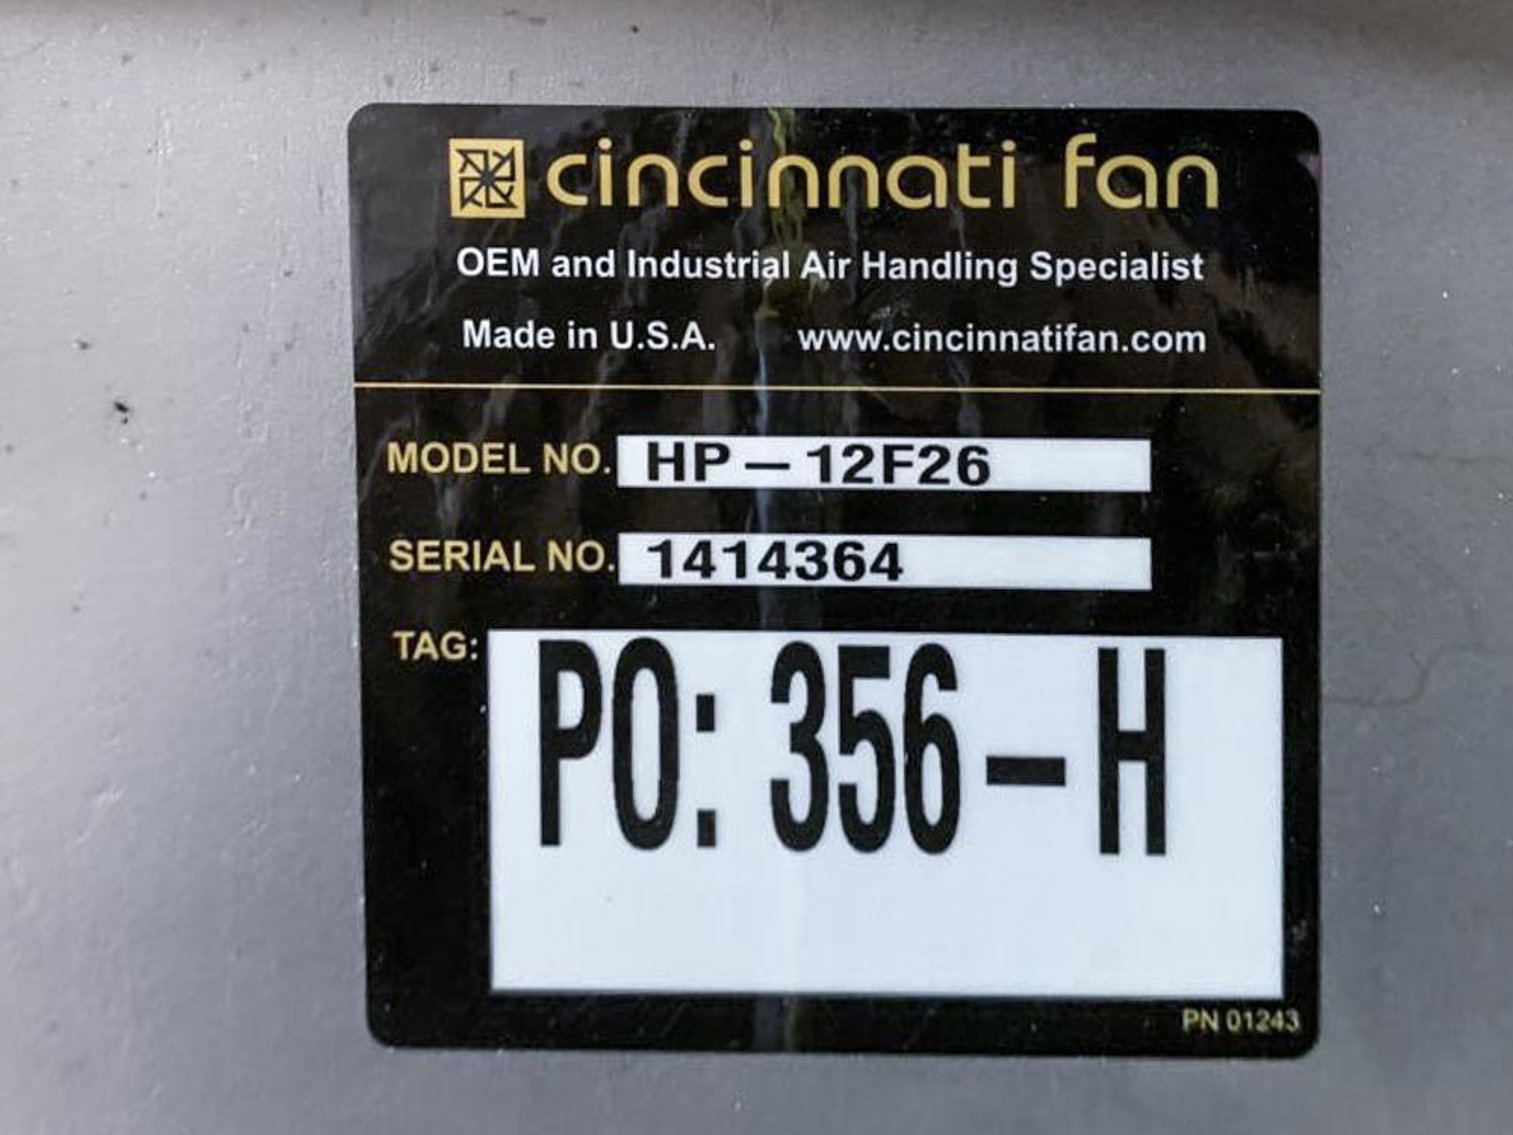 cincinnati fan
OEM and Industrial Air Handling Specialist
Made in U.S.A. www.cincinnatifan.com
MODEL NO. HP-12F26
SERIAL NO. 1414364
TAG: PO: 356-H
PN 01243